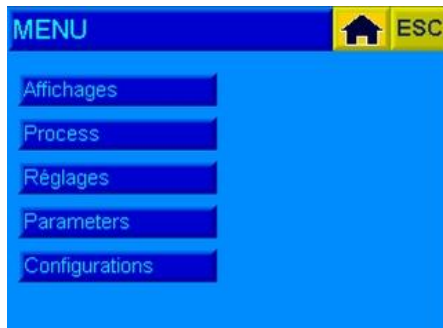 MENU
ESC
Affichages
Process
Réglages
Parameters
Configurations